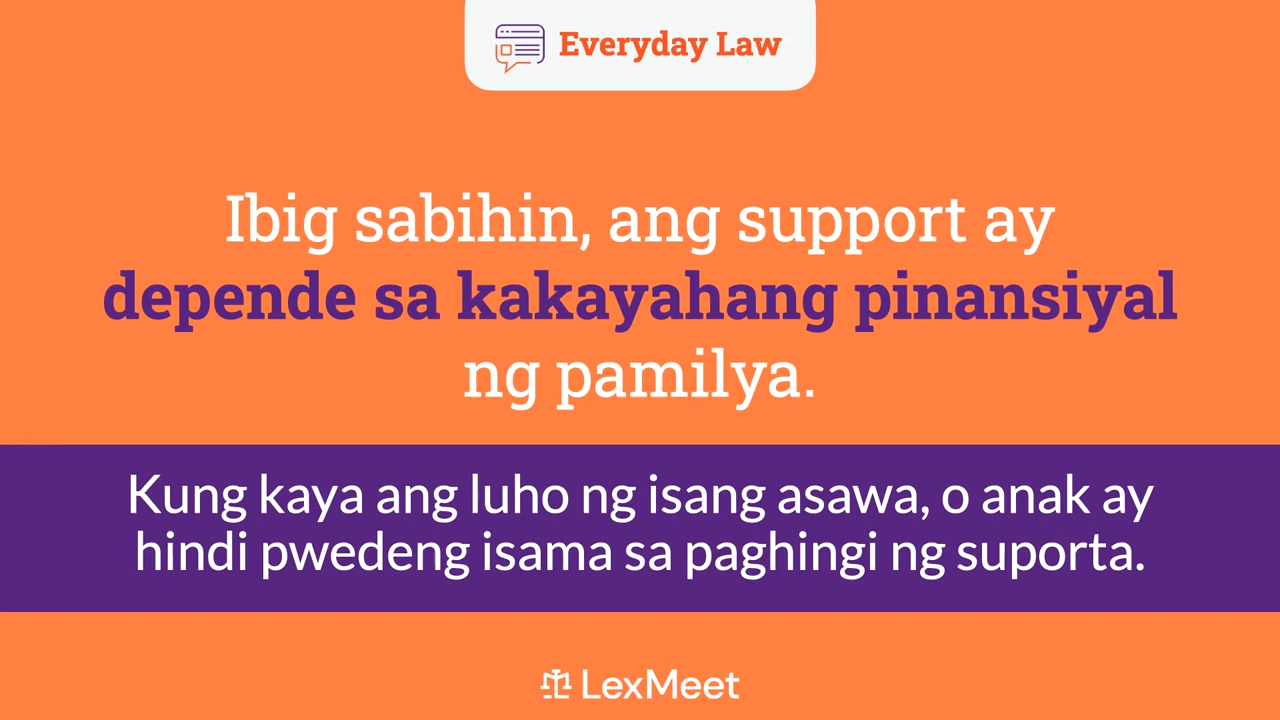 Everyday Law
Ibig sabihin, ang support ay
depende sa kakayahang pinansiyal
ng pamilya.
Kung kaya ang luho ng isang asawa, o anak ay
hindi pwedeng isama sa paghingi ng suporta.
LexMeet